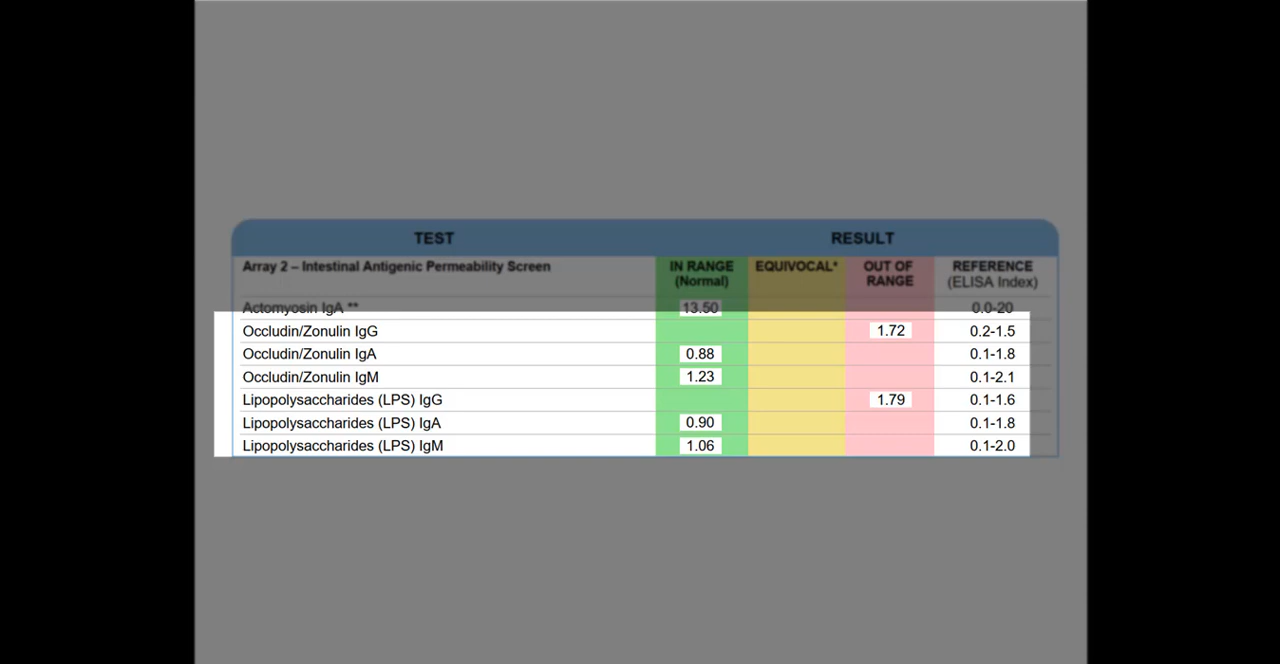 TEST RESULT
Array 2 – Intestinal Antigenic Permeability Screen IN RANGE (Normal) EQUIVOCAL* OUT OF RANGE REFERENCE (ELISA Index)
Actomyosin IgA ** 13.50 0.0-20
Occludin/Zonulin IgG 1.72 0.2-1.5
Occludin/Zonulin IgA 0.88 0.1-1.8
Occludin/Zonulin IgM 1.23 0.1-2.1
Lipopolysaccharides (LPS) IgG 1.79 0.1-1.6
Lipopolysaccharides (LPS) IgA 0.90 0.1-1.8
Lipopolysaccharides (LPS) IgM 1.06 0.1-2.0